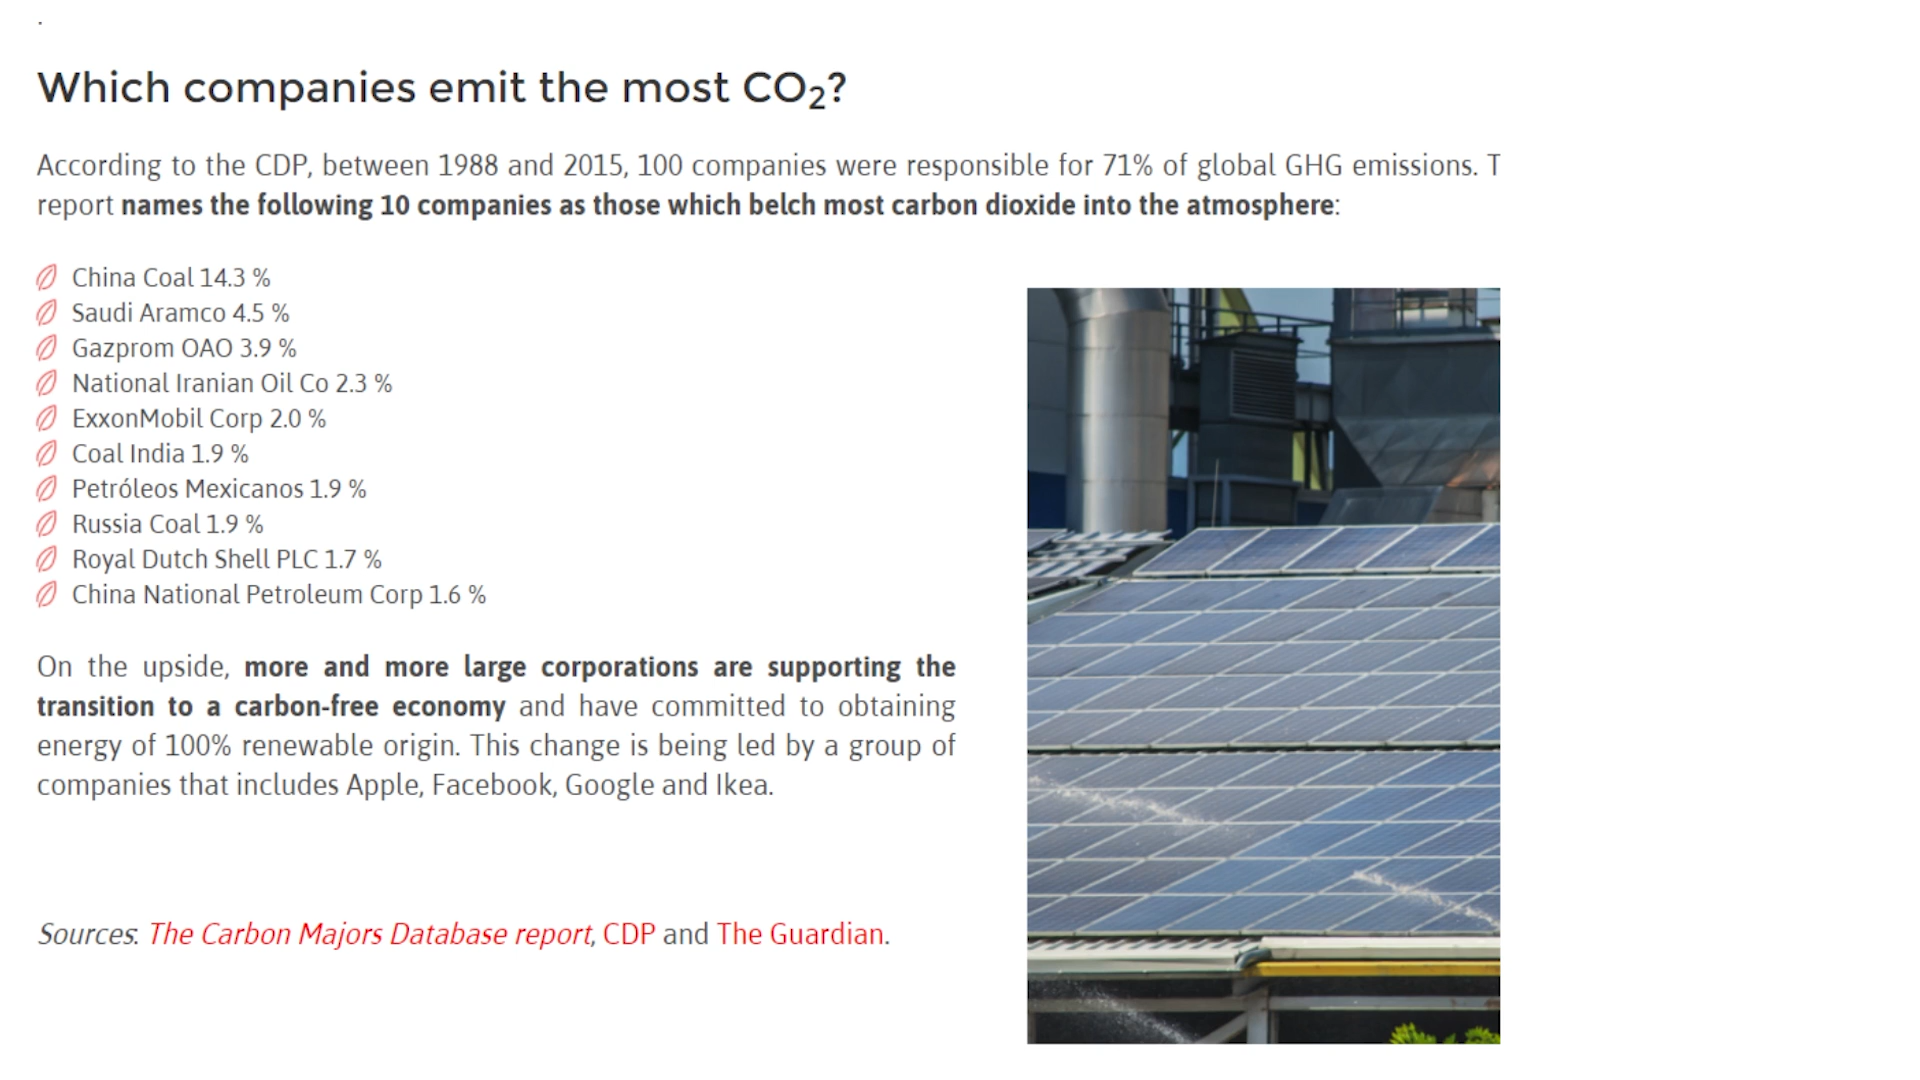 Which companies emit the most CO₂?
According to the CDP, between 1988 and 2015, 100 companies were responsible for 71% of global GHG emissions. T
report names the following 10 companies as those which belch most carbon dioxide into the atmosphere:
China Coal 14.3 %
Saudi Aramco 4.5 %
Gazprom OAO 3.9 %
National Iranian Oil Co 2.3 %
ExxonMobil Corp 2.0 %
Coal India 1.9 %
Petróleos Mexicanos 1.9 %
Russia Coal 1.9 %
Royal Dutch Shell PLC 1.7 %
China National Petroleum Corp 1.6 %
On the upside, more and more large corporations are supporting the
transition to a carbon-free economy and have committed to obtaining
energy of 100% renewable origin. This change is being led by a group of
companies that includes Apple, Facebook, Google and Ikea.
Sources: The Carbon Majors Database report, CDP and The Guardian.